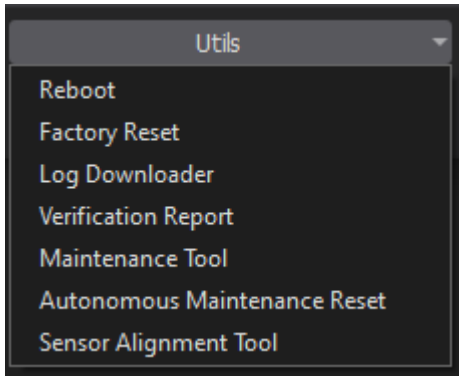 Utils
Reboot
Factory Reset
Log Downloader
Verification Report
Maintenance Tool
Autonomous Maintenance Reset
Sensor Alignment Tool